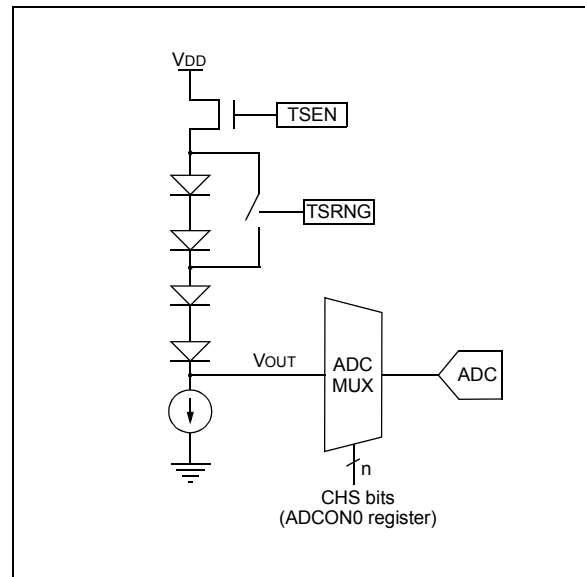 VDD
TSEN
TSRNG
VOUT
ADC
MUX
ADC
n
CHS bits
(ADCON0 register)